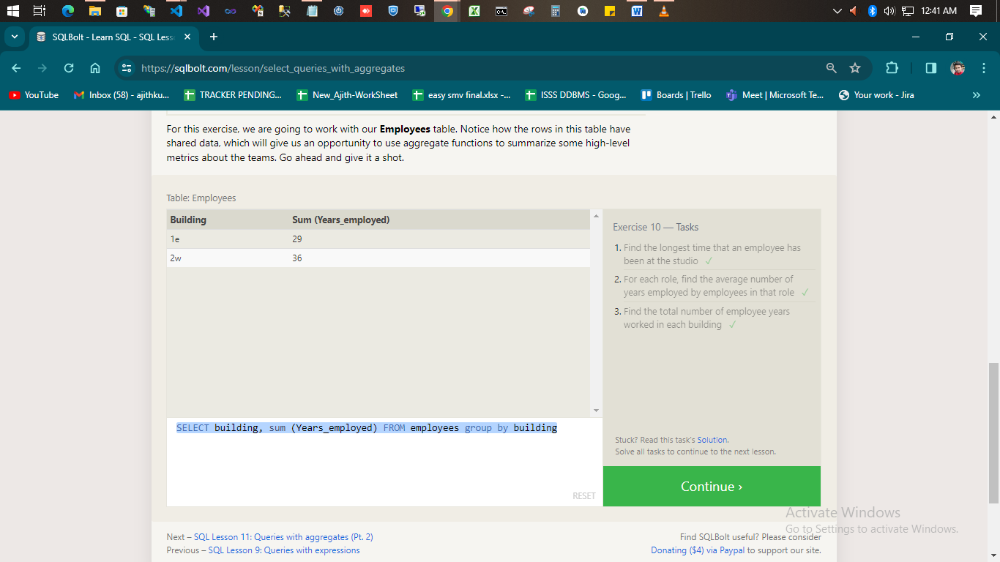 12:41 AM
SQLBolt - Learn SQL - SQL Less
https://sqlbolt.com/lesson/select_queries_with_aggregates
YouTube
Inbox (58) - ajithku...
TRACKER PENDING...
New_Ajith-WorkSheet
easy smv final.xlsx -...
ISSS DDBMS - Goog...
Boards | Trello
Meet | Microsoft Te...
Your work - Jira
For this exercise, we are going to work with our Employees table. Notice how the rows in this table have
shared data, which will give us an opportunity to use aggregate functions to summarize some high-level
metrics about the teams. Go ahead and give it a shot.
Table: Employees
Building Sum (Years_employed)
1e 29
2w 36
SELECT building, sum (Years_employed) FROM employees group by building
RESET
Exercise 10 — Tasks
1. Find the longest time that an employee has
been at the studio ✓
2. For each role, find the average number of
years employed by employees in that role ✓
3. Find the total number of employee years
worked in each building ✓
Stuck? Read this task's Solution.
Solve all tasks to continue to the next lesson.
Continue ›
Activate Windows
Go to Settings to activate Windows.
Next – SQL Lesson 11: Queries with aggregates (Pt. 2)
Previous – SQL Lesson 9: Queries with expressions
Find SQLBolt useful? Please consider
Donating ($4) via Paypal to support our site.